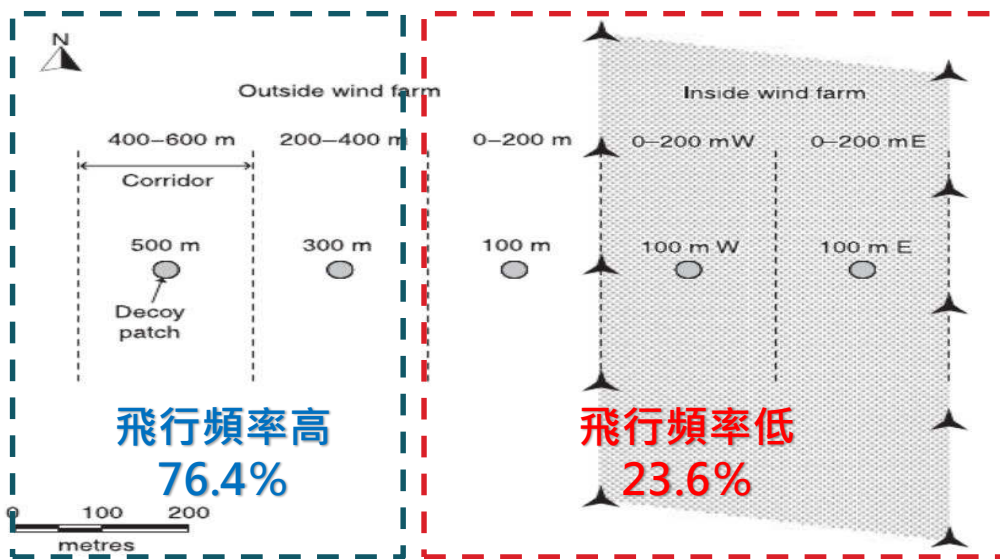 N
Outside wind farm
Inside wind farm
400–600 m
200–400 m
0–200 m
0–200 mW
0–200 mE
Corridor
500 m
300 m
100 m
100 m W
100 m E
Decoy
patch
飛行頻率高
76.4%
飛行頻率低
23.6%
0 100 200
metres